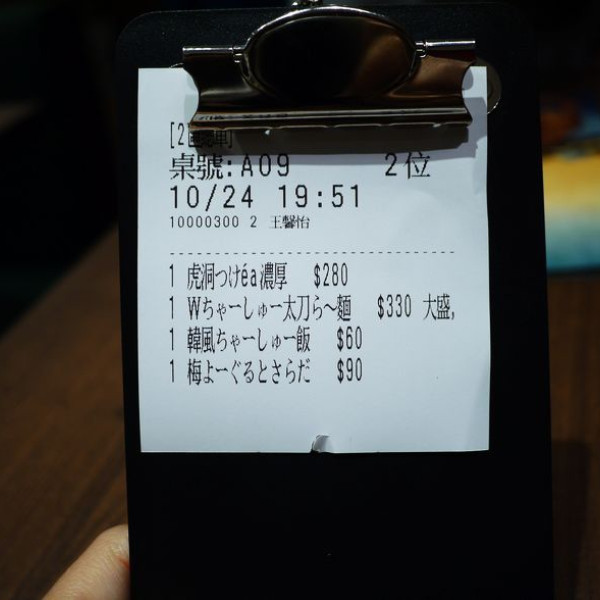 桌號:A09 2位
10/24 19:51
10000300 2 王馨怡
1 虎洞つけéa濃厚 $280
1 Wちゃーしゅー太刀ら～麺 $330 大盛,
1 韓風ちゃーしゅー飯 $60
1 梅よーぐるとさらだ $90